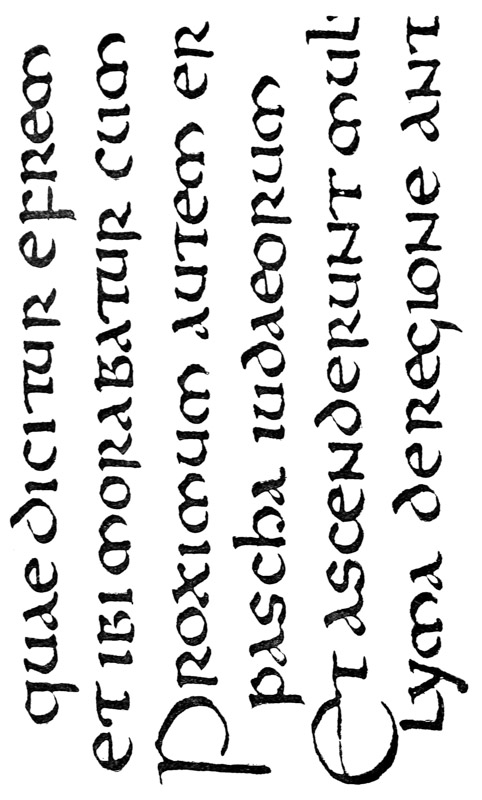 quae dicitur efrem
et ibi morabatur cum
Proximum autem er
pascha iudaeorum
Et ascenderunt mul
Lyma deregione ant